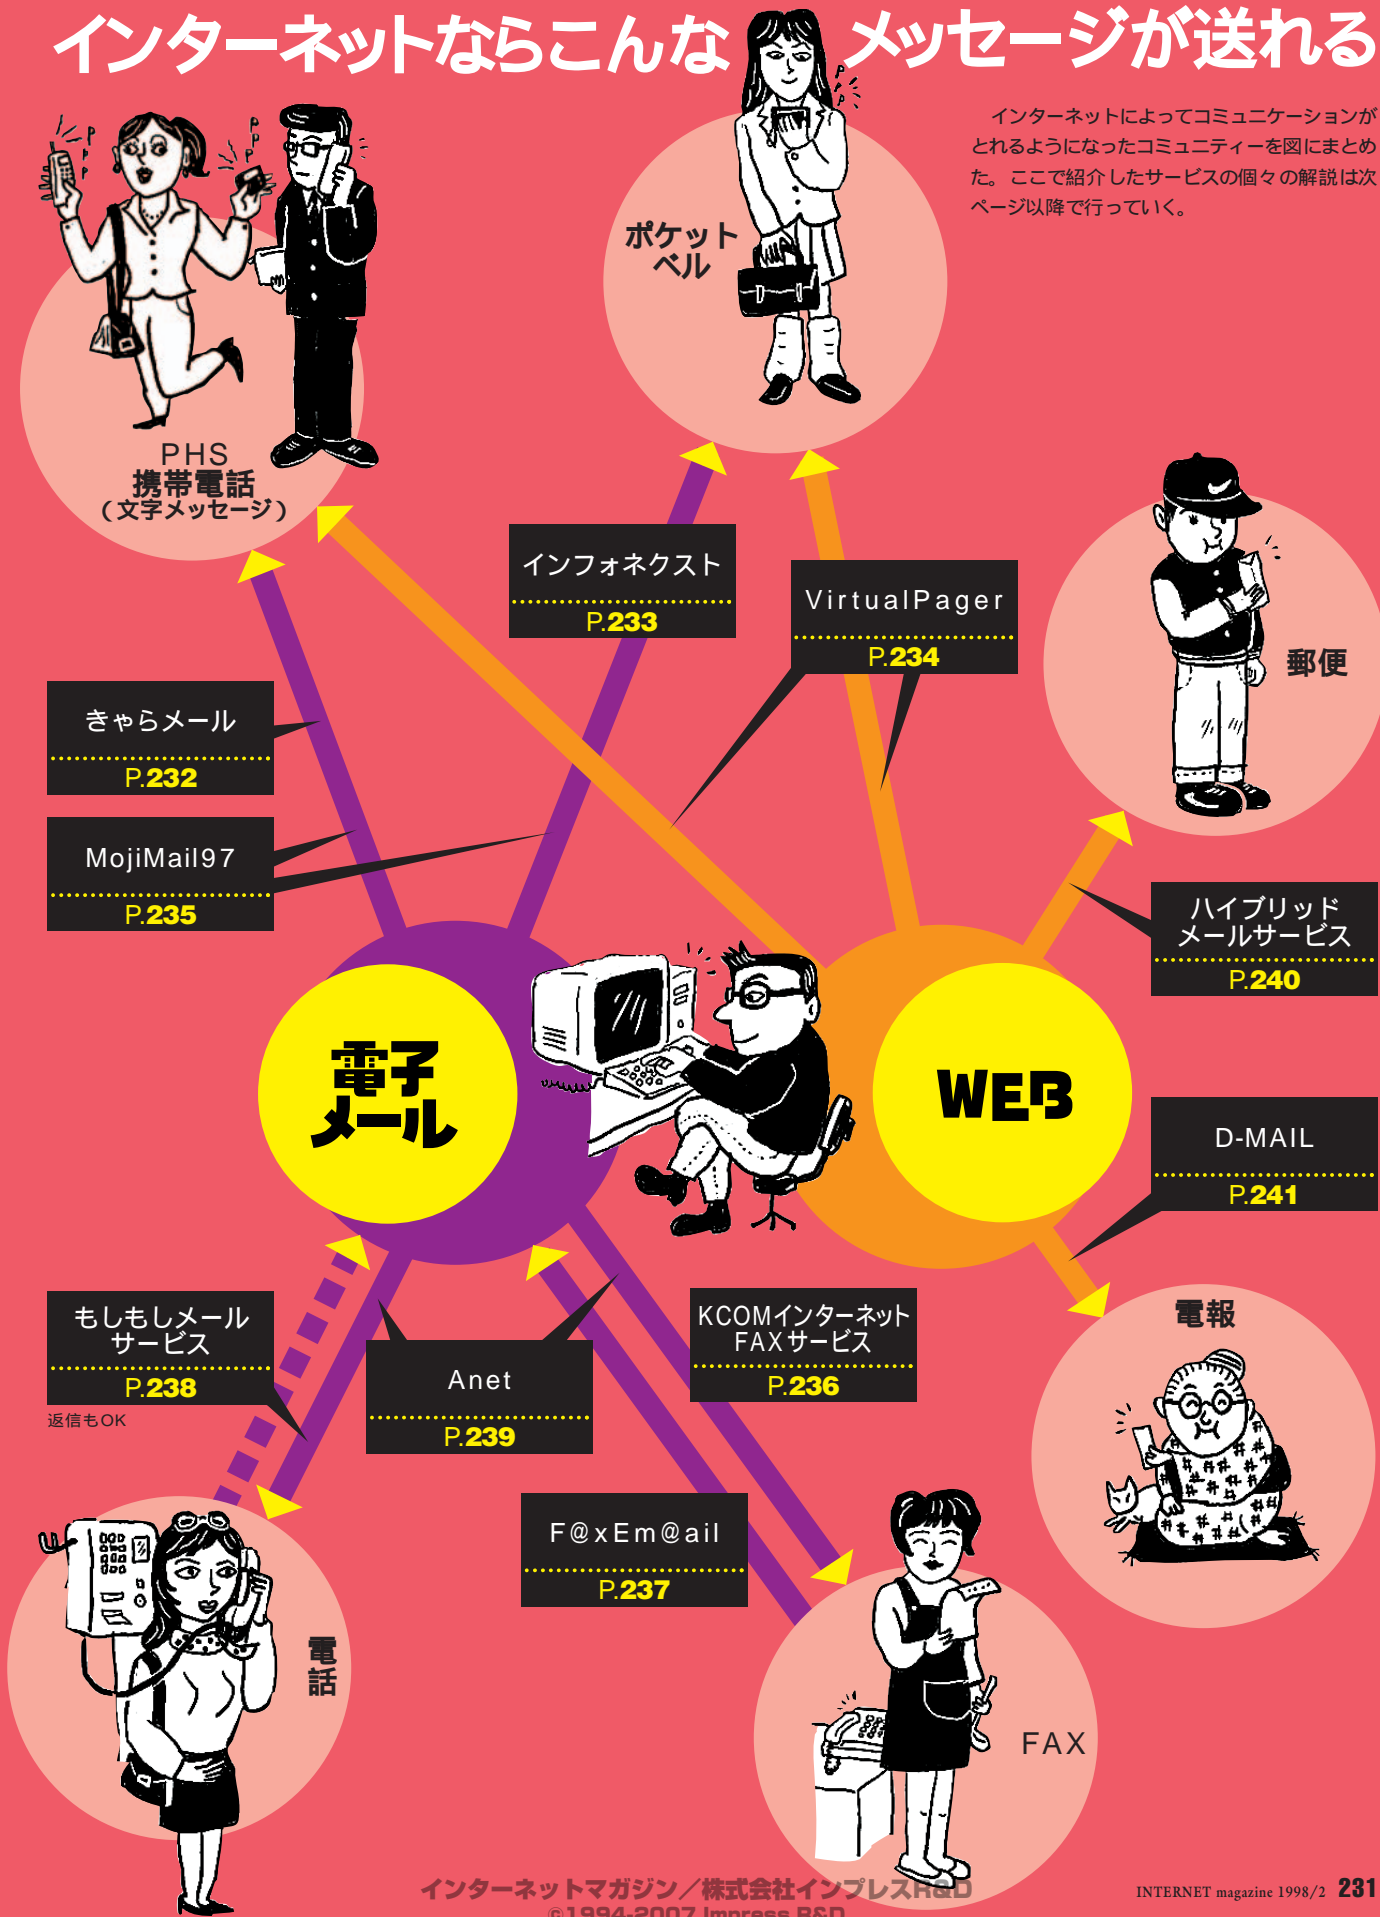 インターネットならこんなメッセージが送れる
インターネットによってコミュニケーションが
とれるようになったコミュニティーを図にまとめ
た。ここで紹介したサービスの個々の解説は次
ページ以降で行っていく。
ポケット
ベル
PHS
携帯電話
(文字メッセージ)
インフォネクスト
P.233
VirtualPager
P.234
郵便
きゃらメール
P.232
MojiMail97
P.235
ハイブリッド
メールサービス
P.240
電子
メール
WEB
D-MAIL
P.241
もしもしメール
サービス
P.238
返信もOK
Anet
P.239
KCOMインターネット
FAXサービス
P.236
電報
F@xEm@ail
P.237
電話
FAX
インターネットマガジン／株式会社インプレスR&D
©1994-2007 Impress R&D
INTERNET magazine 1998/2 231